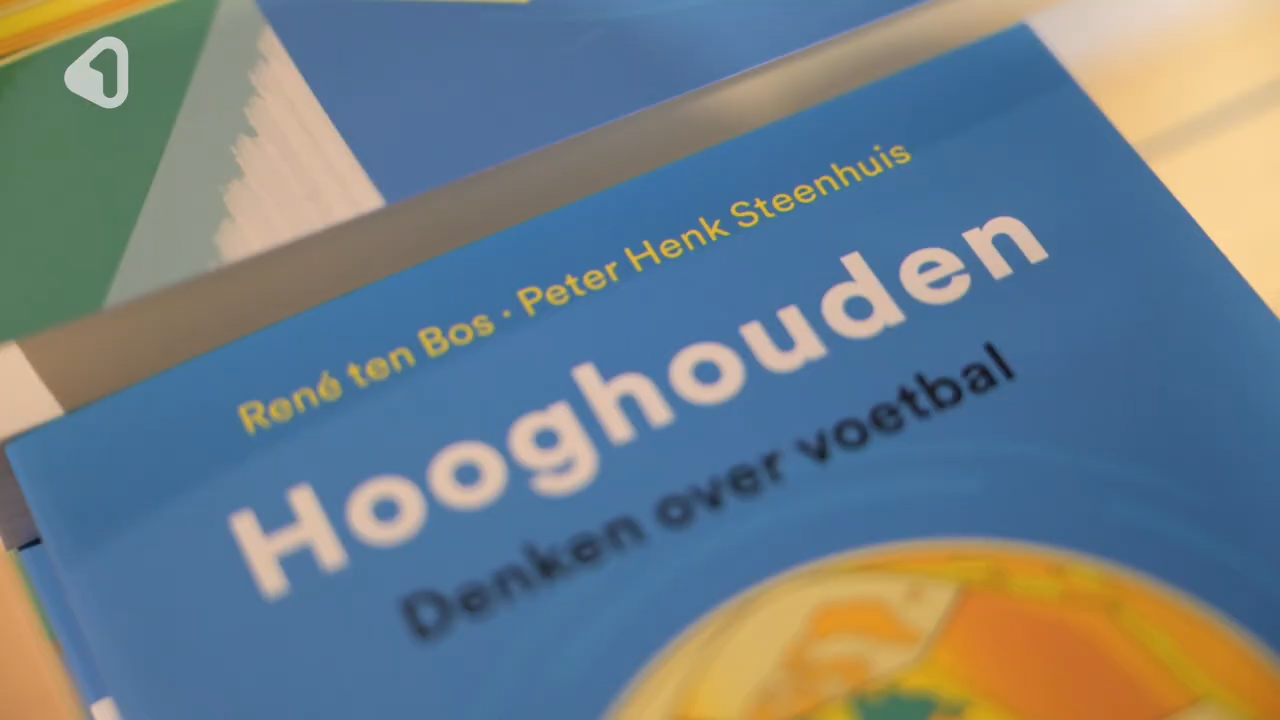 René ten Bos · Peter Henk Steenhuis
Hooghouden
Denken over voetbal